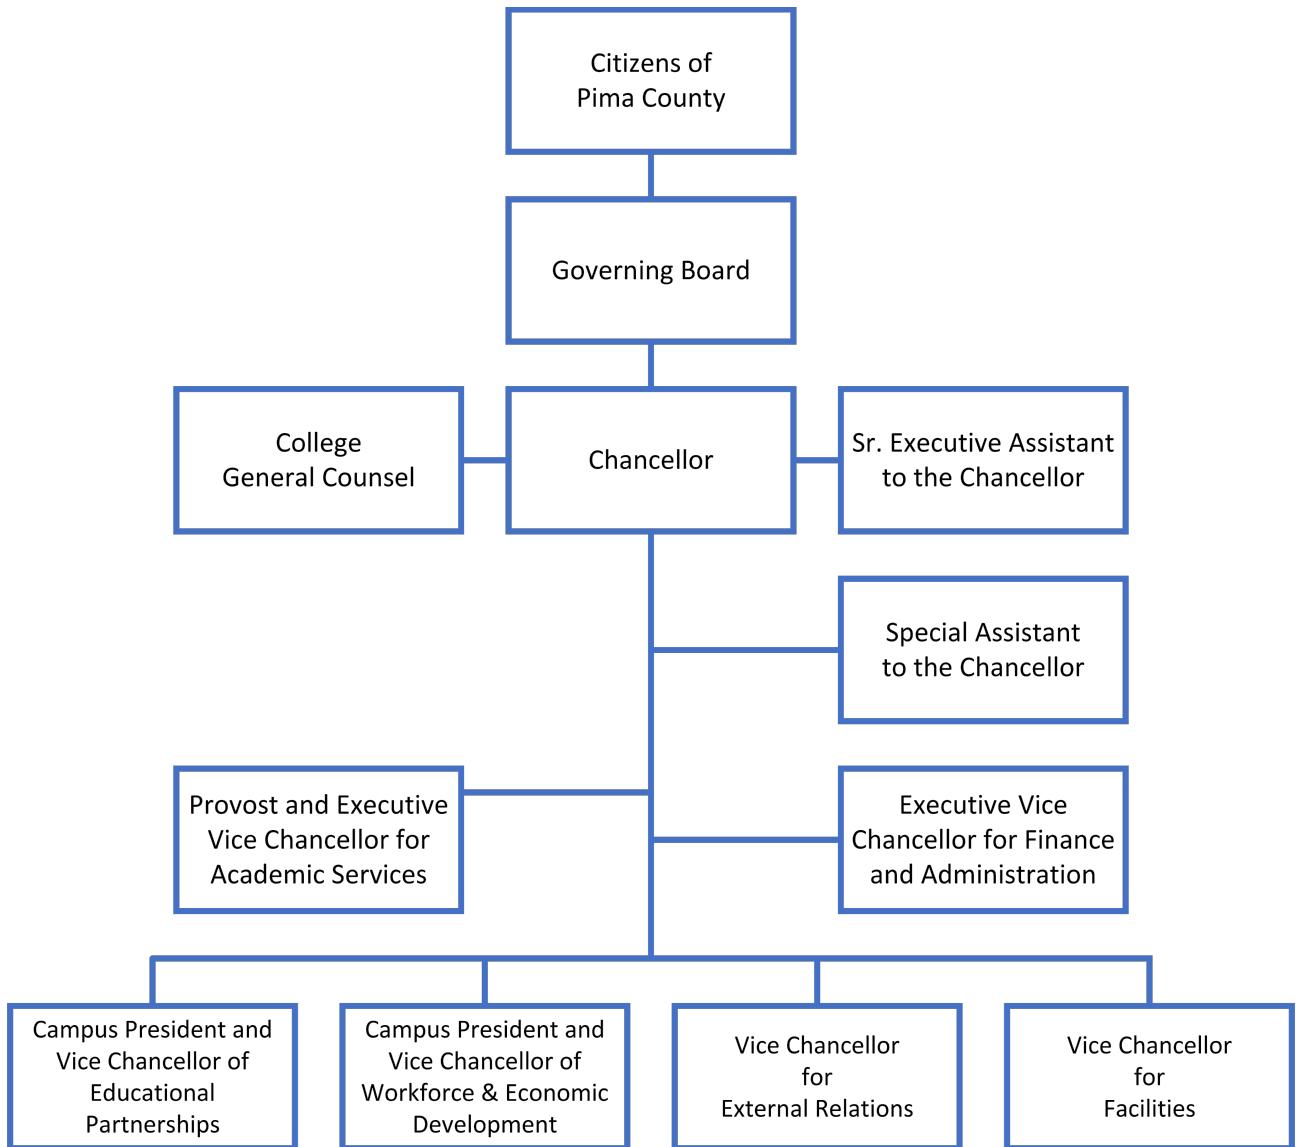 Citizens of
Pima County
Governing Board
College
General Counsel
Chancellor
Sr. Executive Assistant
to the Chancellor
Special Assistant
to the Chancellor
Provost and Executive
Vice Chancellor for
Academic Services
Executive Vice
Chancellor for Finance
and Administration
Campus President and
Vice Chancellor of
Educational
Partnerships
Campus President and
Vice Chancellor of
Workforce & Economic
Development
Vice Chancellor
for
External Relations
Vice Chancellor
for
Facilities